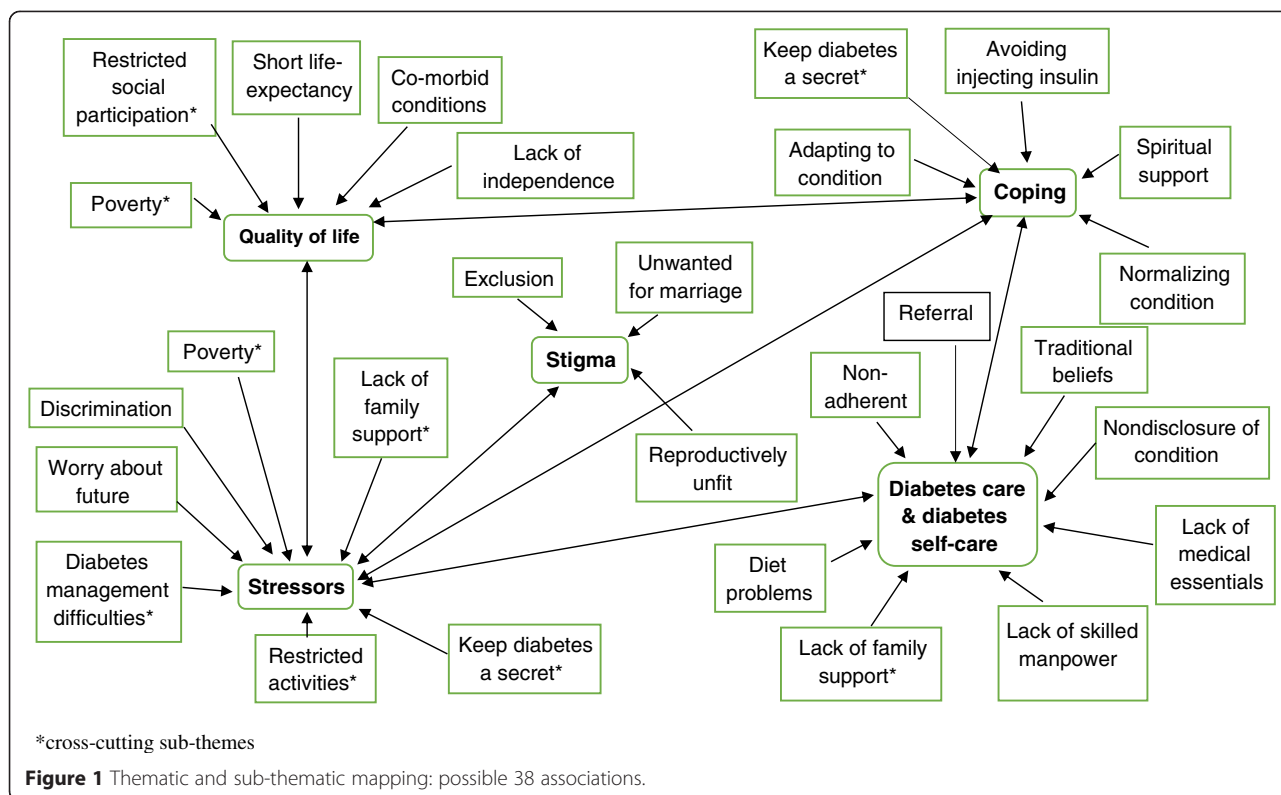 Restricted
social
participation*
Short life-
expectancy
Co-morbid
conditions
Lack of
independence
Poverty*
Quality of life
Keep diabetes
a secret*
Avoiding
injecting insulin
Adapting to
condition
Coping
Spiritual
support
Normalizing
condition
Exclusion
Unwanted
for marriage
Stigma
Reproductively
unfit
Referral
Non-
adherent
Traditional
beliefs
Nondisclosure of
condition
Diabetes care
& diabetes
self-care
Lack of
medical
essentials
Diet
problems
Lack of family
support*
Lack of skilled
manpower
Poverty*
Lack of
family
support*
Discrimination
Worry about
future
Diabetes
management
difficulties*
Stressors
Restricted
activities*
Keep diabetes
a secret*
*cross-cutting sub-themes
Figure 1 Thematic and sub-thematic mapping: possible 38 associations.